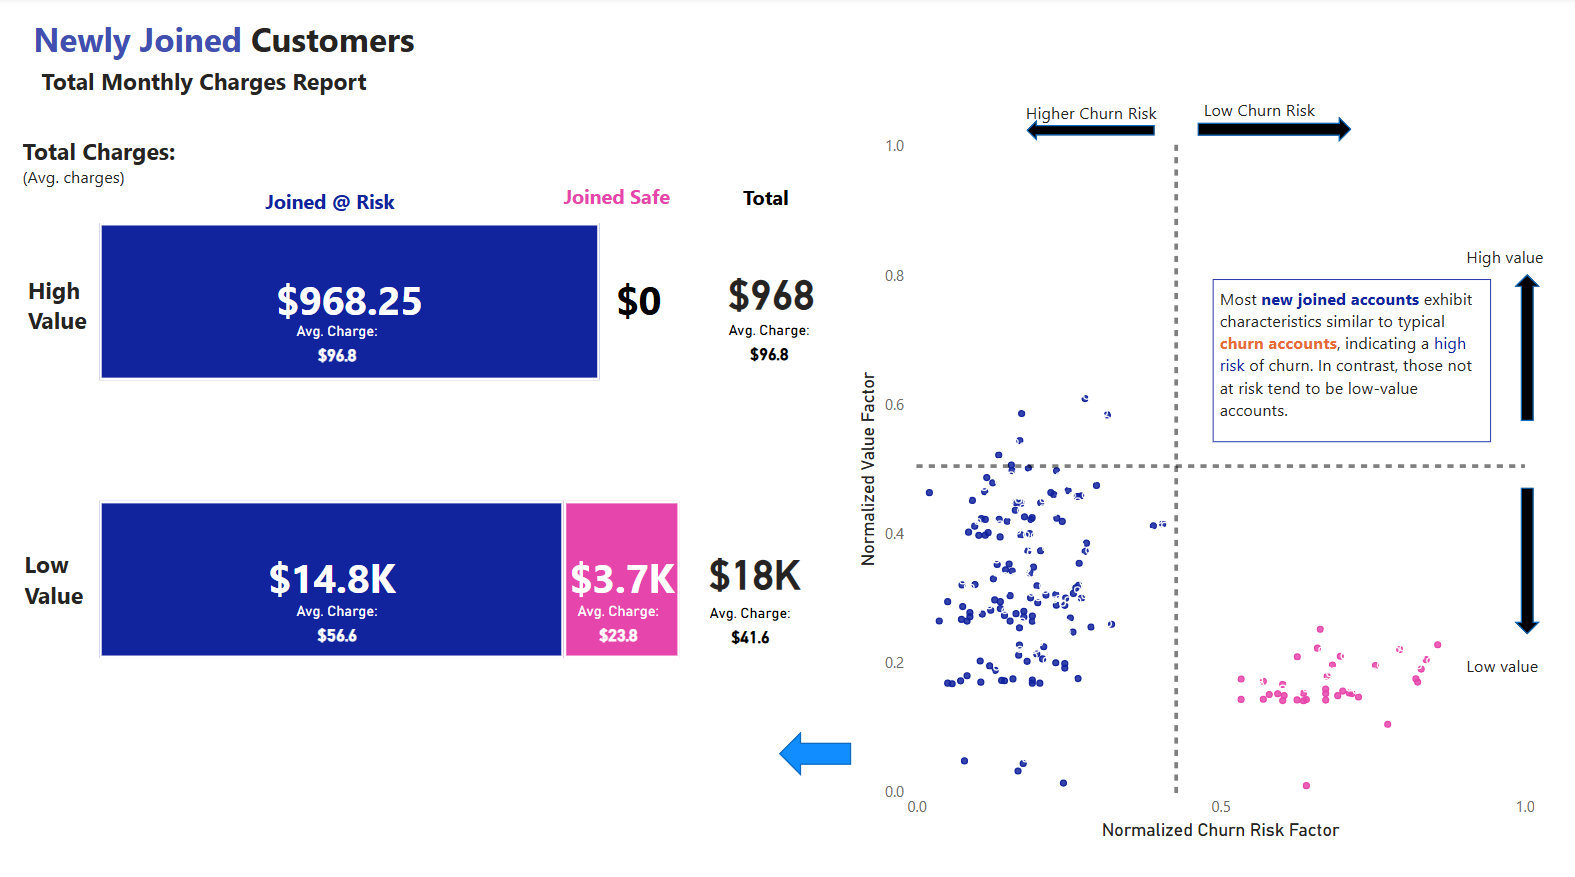 Newly Joined Customers
Total Monthly Charges Report
Total Charges:
(Avg. charges)
Joined @ Risk
Joined Safe
Total
High
Value
$968.25
Avg. Charge:
$96.8
$0
$968
Avg. Charge:
$96.8
Low
Value
$14.8K
Avg. Charge:
$56.6
$3.7K
Avg. Charge:
$23.8
$18K
Avg. Charge:
$41.6
Higher Churn Risk
Low Churn Risk
1.0
0.8
0.6
0.4
0.2
0.0
Normalized Value Factor
High value
Most new joined accounts exhibit
characteristics similar to typical
churn accounts, indicating a high
risk of churn. In contrast, those not
at risk tend to be low-value
accounts.
Low value
0.0
0.5
1.0
Normalized Churn Risk Factor